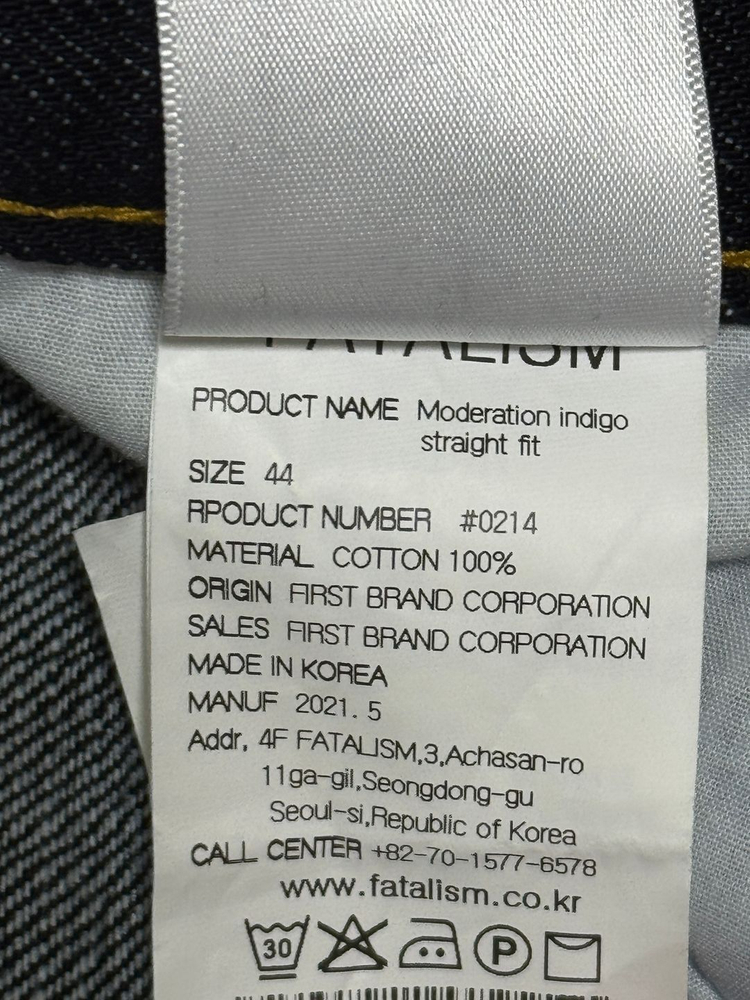 FATALISM
PRODUCT NAME Moderation indigo
straight fit
SIZE 44
RPODUCT NUMBER #0214
MATERIAL COTTON 100%
ORIGIN FIRST BRAND CORPORATION
SALES FIRST BRAND CORPORATION
MADE IN KOREA
MANUF 2021. 5
Addr, 4F FATALISM,3,Achasan-ro
11ga-gil,Seongdong-gu
Seoul-si,Republic of Korea
CALL CENTER +82-70-1577-6578
www.fatalism.co.kr
30 P